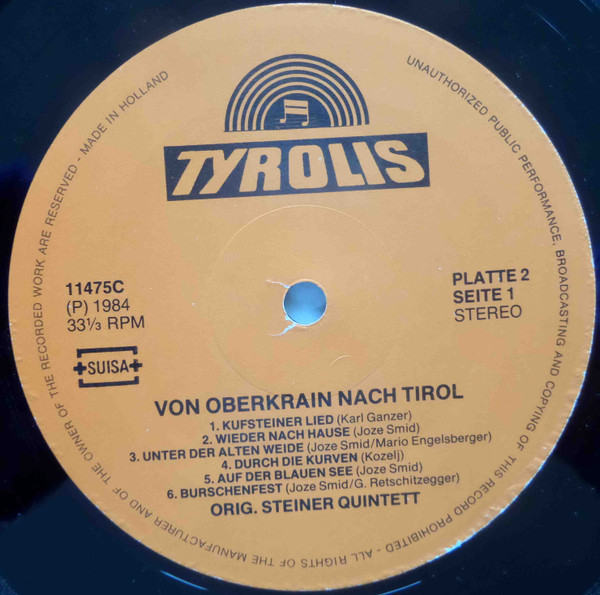 TYROLIS
11475C
(P) 1984
33⅓ RPM
SUISA
PLATTE 2
SEITE 1
STEREO
VON OBERKRAIN NACH TIROL
1. KUFSTEINER LIED (Karl Ganzer)
2. WIEDER NACH HAUSE (Joze Smid)
3. UNTER DER ALTEN WEIDE (Joze Smid/Mario Engelsberger)
4. DURCH DIE KURVEN (Kozelj)
5. AUF DER BLAUEN SEE (Joze Smid)
6. BURSCHENFEST (Joze Smid/G. Retschitzegger)
ORIG. STEINER QUINTETT
UNAUTHORIZED PUBLIC PERFORMANCE, BROADCASTING AND COPYING OF THIS RECORD PROHIBITED - ALL RIGHTS OF THE MANUFACTURER AND OF THE OWNER OF THE RECORDED WORK ARE RESERVED - MADE IN HOLLAND